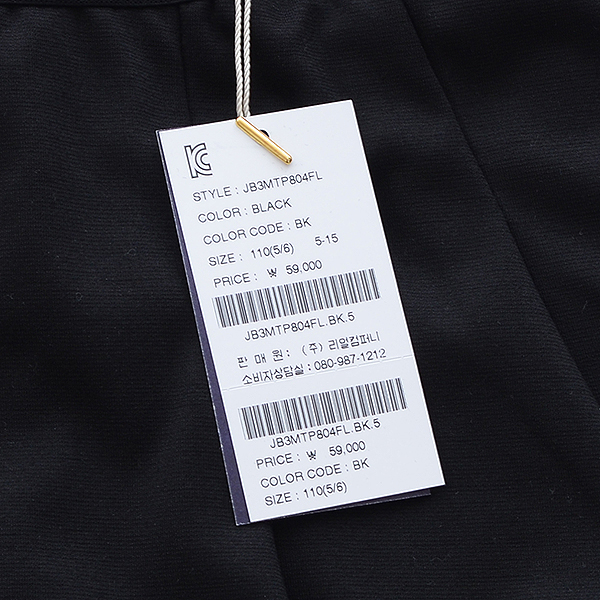 KC
STYLE : JB3MTP804FL
COLOR : BLACK
COLOR CODE : BK
SIZE : 110(5/6) 5-15
PRICE : ₩ 59,000
JB3MTP804FL.BK.5
판 매 원 : (주) 리얼컴퍼니
소비자상담실 : 080-987-1212
JB3MTP804FL.BK.5
PRICE : ₩ 59,000
COLOR CODE : BK
SIZE : 110(5/6)